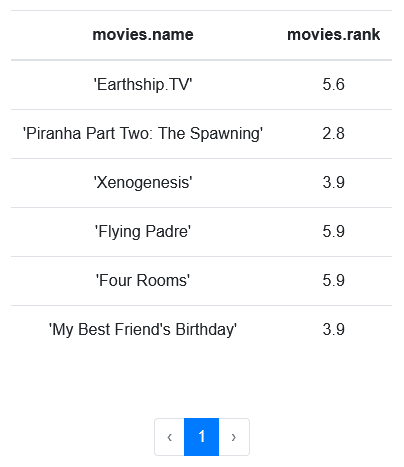 movies.name movies.rank
'Earthship.TV' 5.6
'Piranha Part Two: The Spawning' 2.8
'Xenogenesis' 3.9
'Flying Padre' 5.9
'Four Rooms' 5.9
'My Best Friend's Birthday' 3.9
‹ 1 ›